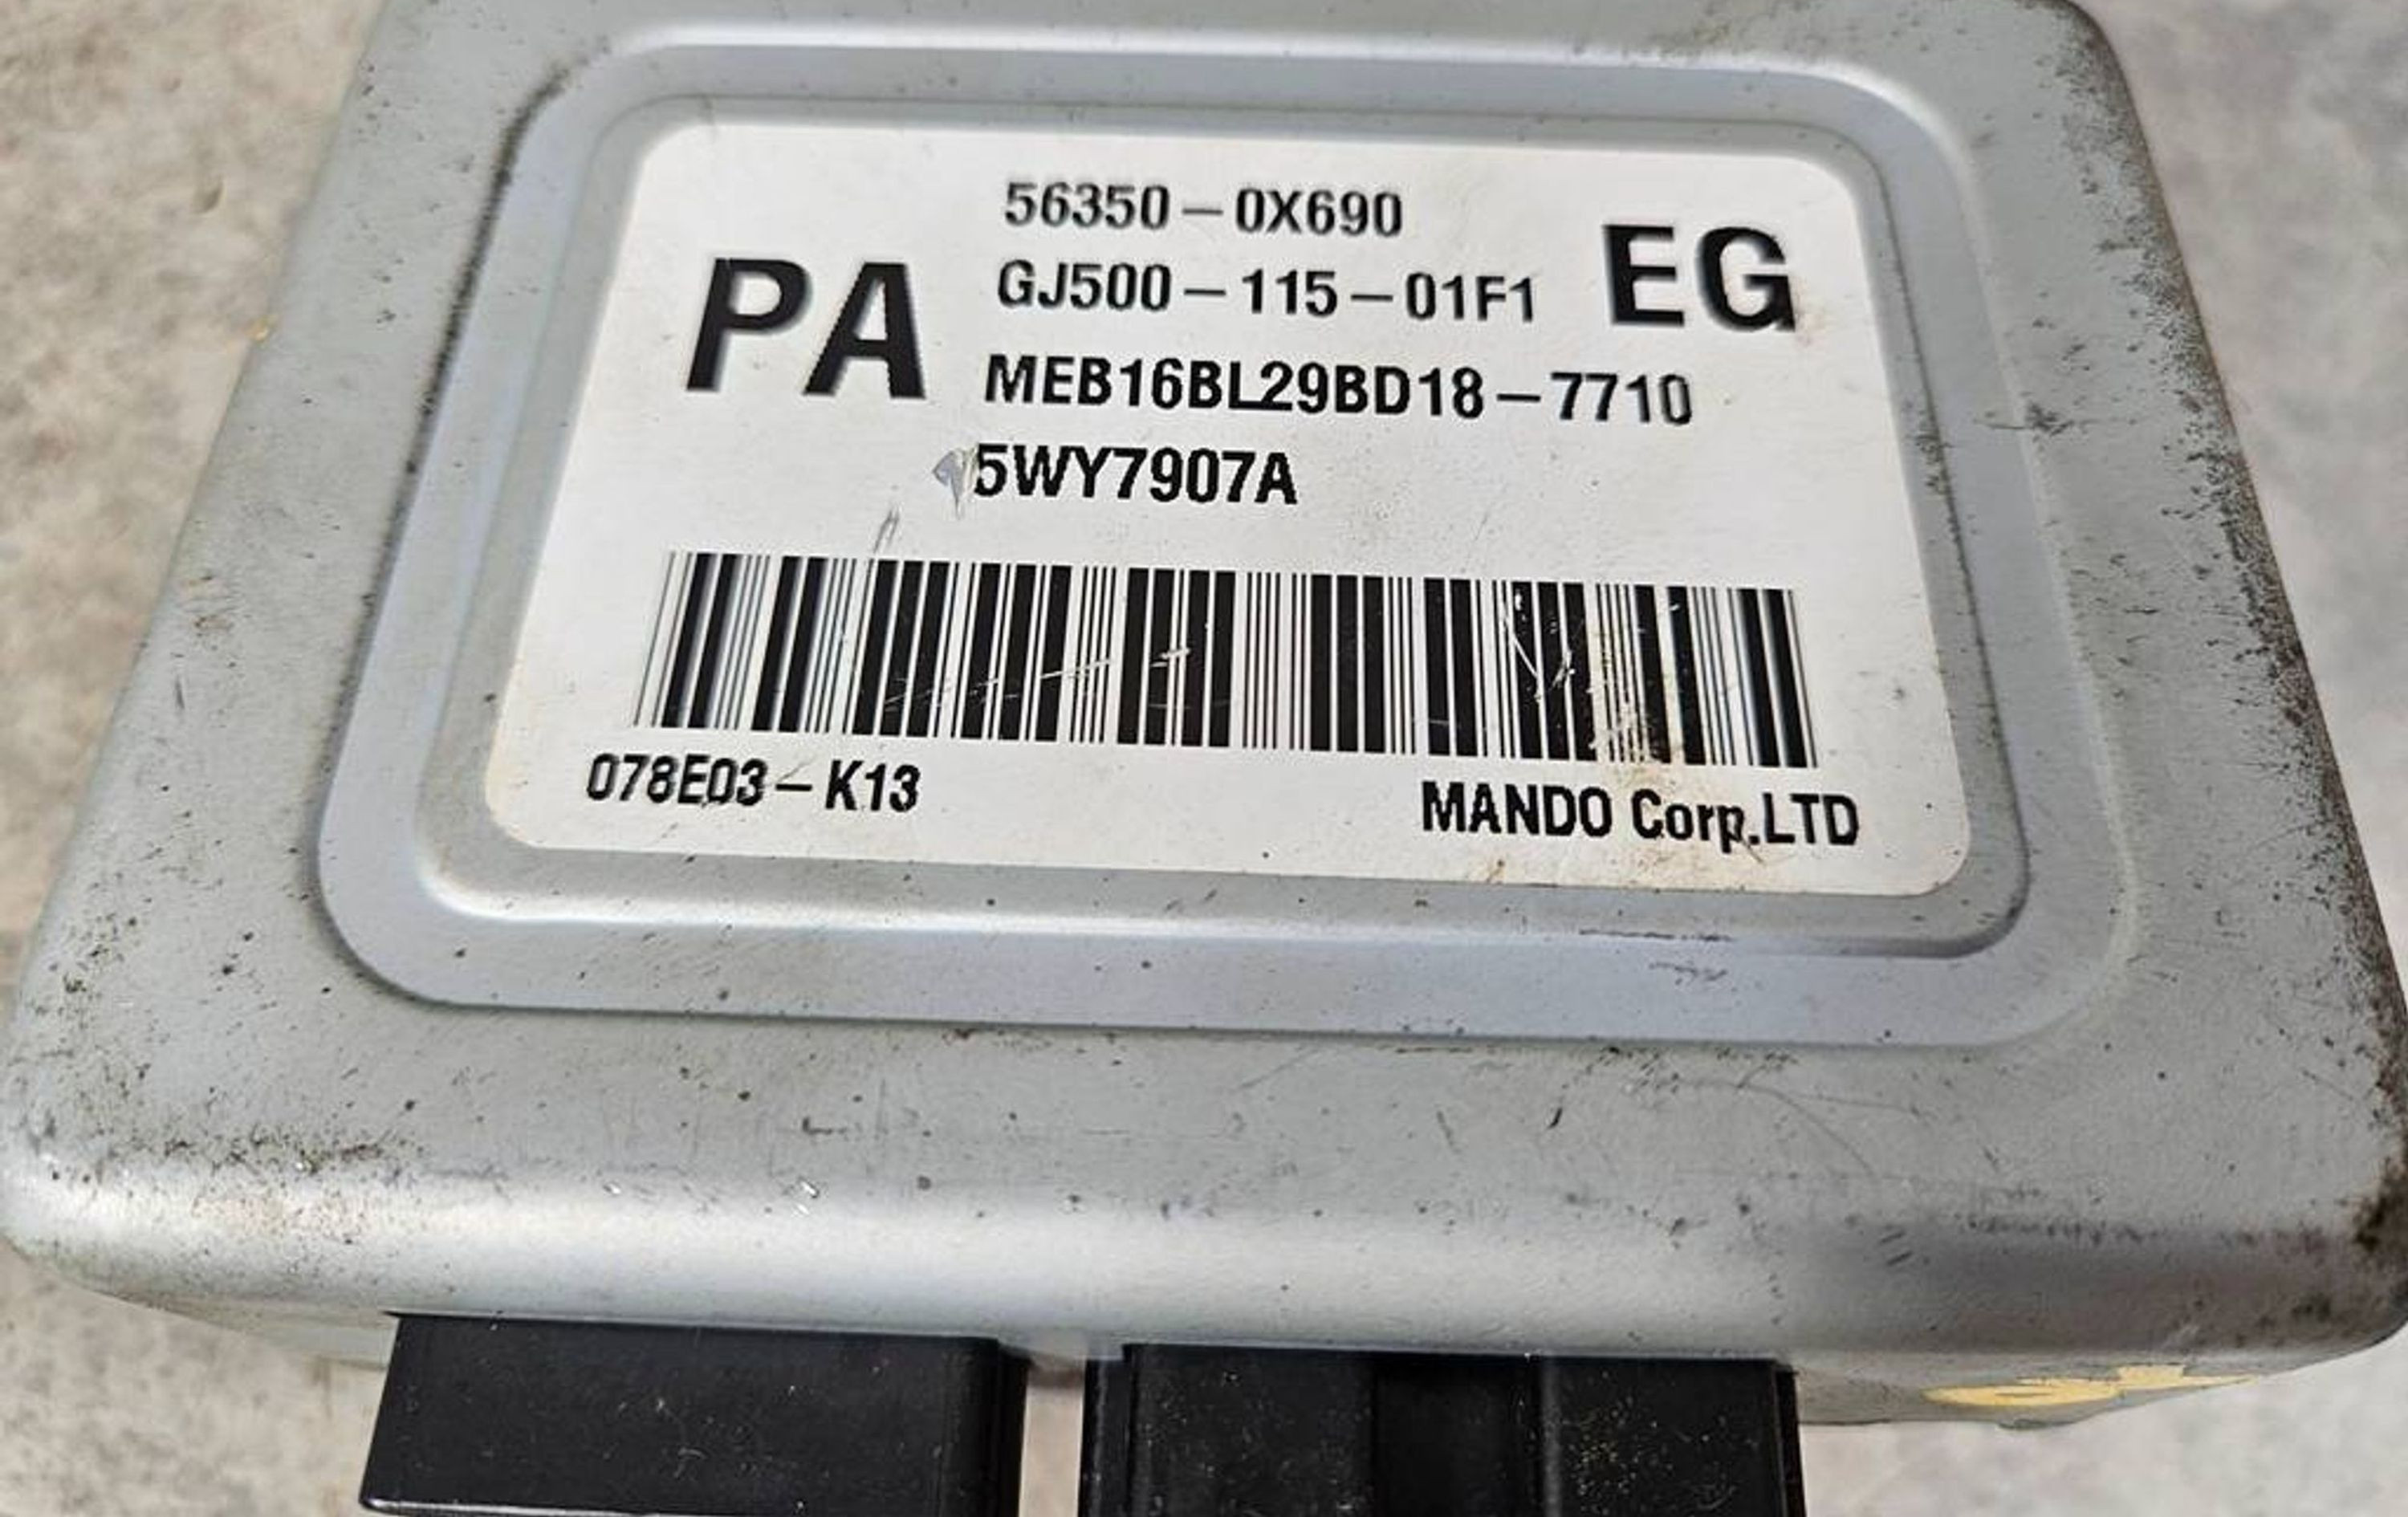 56350-0X690
PA
EG
GJ500-115-01F1
MEB16BL29BD18-7710
5WY7907A
078E03-K13
MANDO Corp.LTD